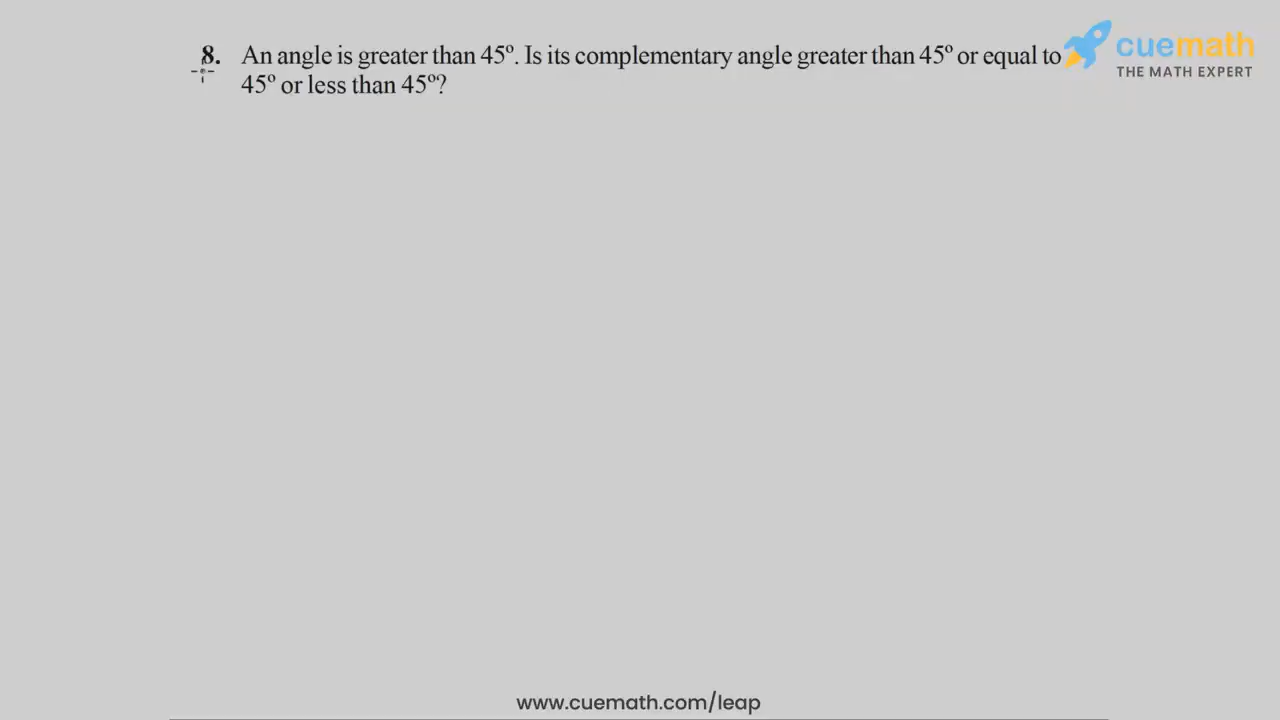 8. An angle is greater than 45º. Is its complementary angle greater than 45º or equal to
45º or less than 45º?
cuemath
THE MATH EXPERT
www.cuemath.com/leap